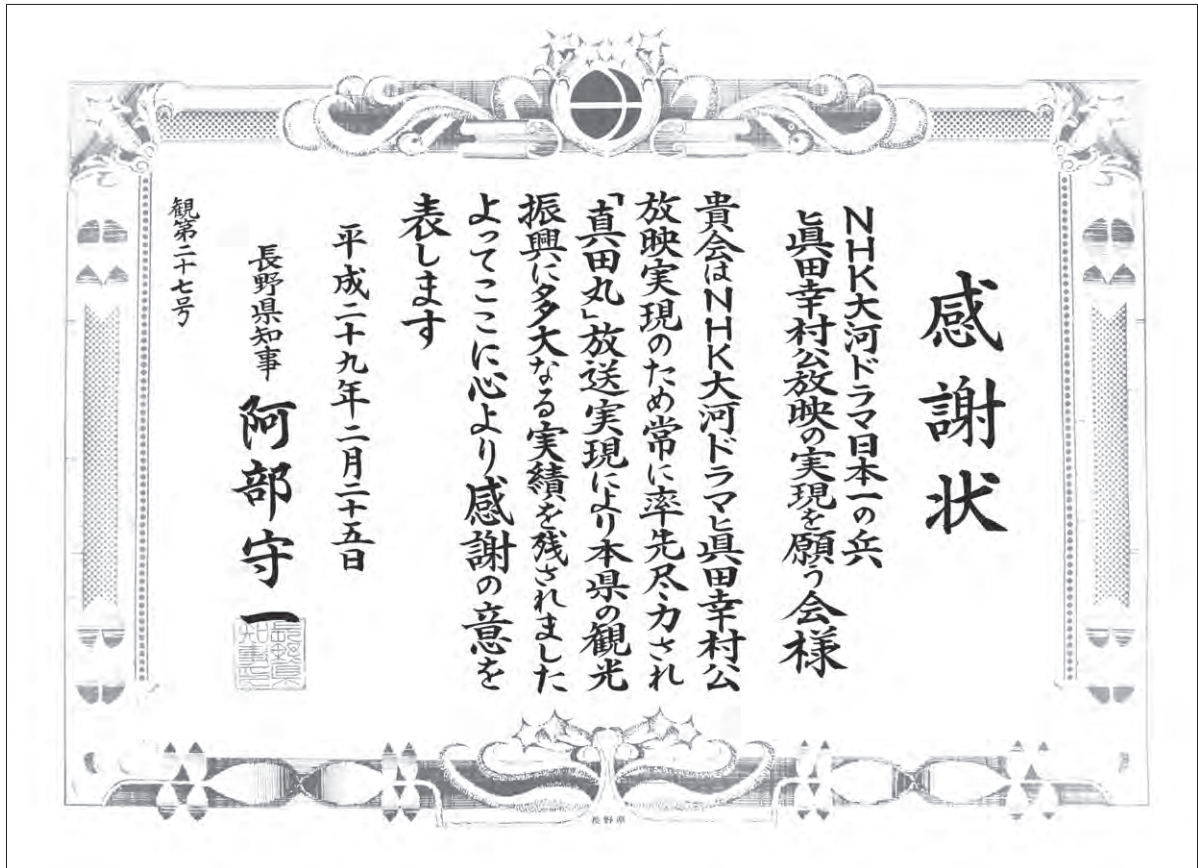 感謝状
NHK大河ドラマ日本一の兵
眞田幸村公放映の実現を願う会様
貴会はNHK大河ドラマに眞田幸村公
放映実現のため常に率先尽力され
「真田丸」放送実現により本県の観光
振興に多大なる実績を残されました
よってここに心より感謝の意を
表します
平成二十九年二月二十五日
長野県知事 阿部守一
観第二十七号
長野県